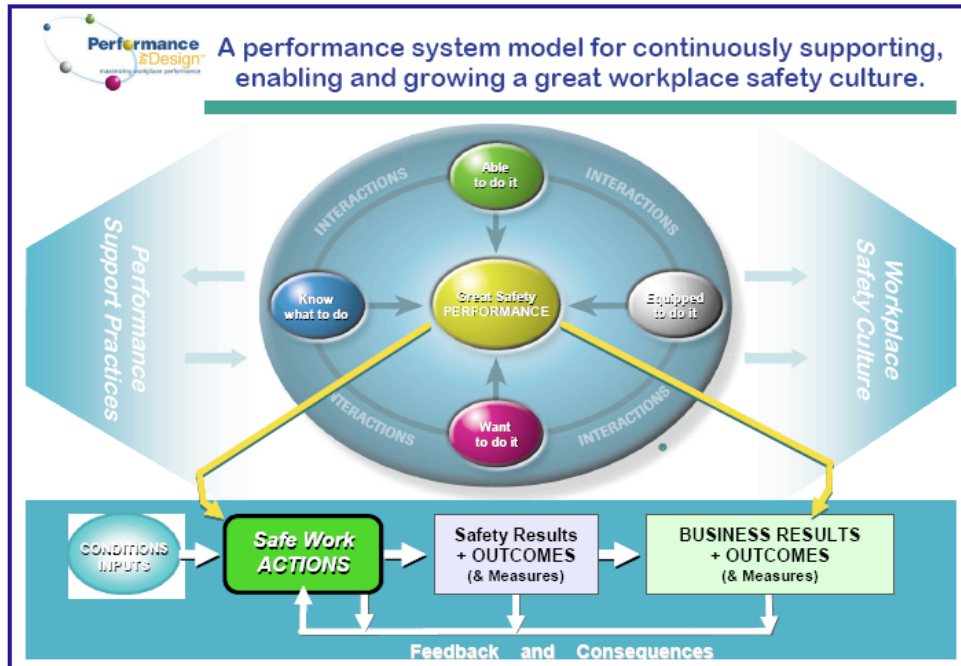 Performance
by Design™
maximizing workplace performance
A performance system model for continuously supporting,
enabling and growing a great workplace safety culture.
Able
to do it
INTERACTIONS
INTERACTIONS
Performance
Support Practices
Know
what to do
Great Safety
PERFORMANCE
Equipped
to do it
Workplace
Safety Culture
INTERACTIONS
Want
to do it
INTERACTIONS
CONDITIONS
INPUTS
Safe Work
ACTIONS
Safety Results
+ OUTCOMES
(& Measures)
BUSINESS RESULTS
+ OUTCOMES
(& Measures)
Feedback and Consequences